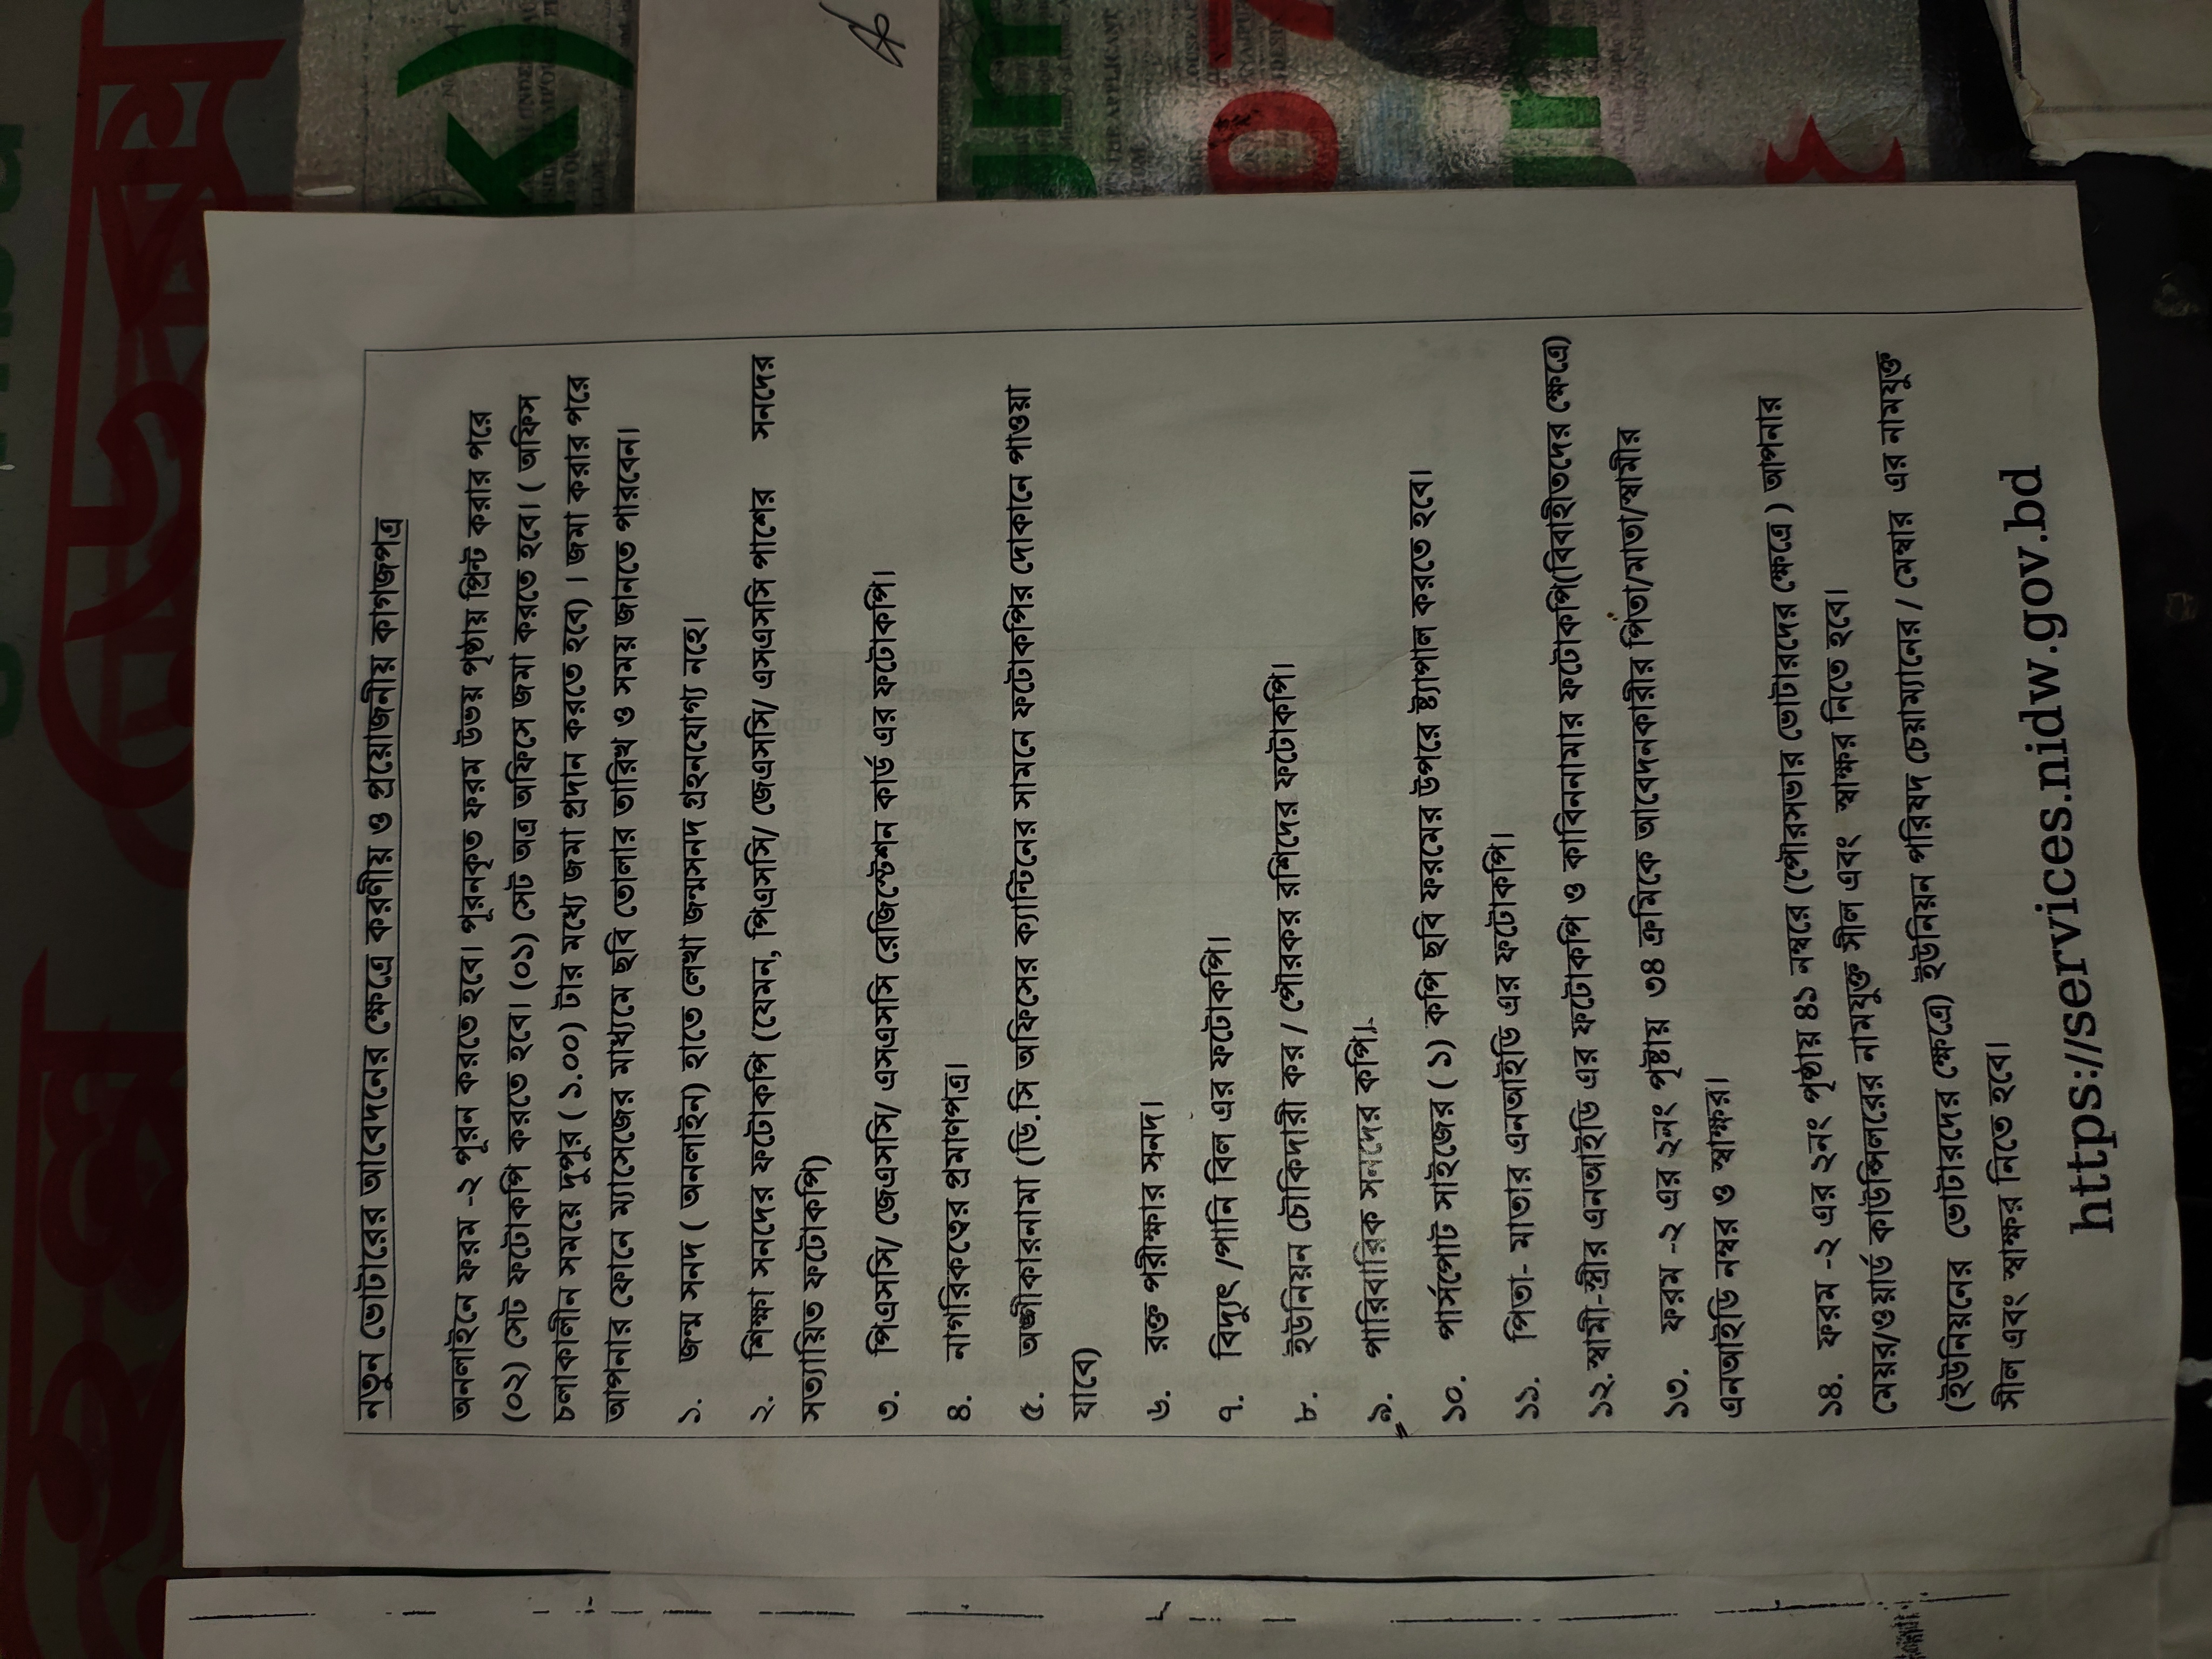 হেল্প ডেক্স
নতুন ভোটারের আবেদনের ক্ষেত্রে করণীয় ও প্রয়োজনীয় কাগজপত্র
অনলাইনে ফরম -২ পূরন করতে হবে। পূরনকৃত ফরম উভয় পৃষ্ঠায় প্রিন্ট করার পরে
(০২) সেট ফটোকপি করতে হবে। (০১) সেট অত্র অফিসে জমা করতে হবে। ( অফিস
চলাকালীন সময়ে দুপুর ( ১.০০) টার মধ্যে জমা প্রদান করতে হবে) । জমা করার পরে
আপনার ফোনে ম্যাসেজের মাধ্যমে ছবি তোলার তারিখ ও সময় জানতে পারবেন।
১. জন্ম সনদ ( অনলাইন) হাতে লেখা জন্মসনদ গ্রহনযোগ্য নহে।
২. শিক্ষা সনদের ফটোকপি (যেমন, পিএসসি/ জেএসসি/ এসএসসি পাশের সনদের
সত্যায়িত ফটোকপি)
৩. পিএসসি/ জেএসসি/ এসএসসি রেজিস্টেশন কার্ড এর ফটোকপি।
৪. নাগরিকত্বের প্রমাণপত্র।
৫. অঙ্গীকারনামা (ডি.সি অফিসের ক্যান্টিনের সামনে ফটোকপির দোকানে পাওয়া
যাবে)
৬. রক্ত পরীক্ষার সনদ।
৭. বিদ্যুৎ /পানি বিল এর ফটোকপি।
৮. ইউনিয়ন চৌকিদারী কর / পৌরকর রশিদের ফটোকপি।
৯. পারিবারিক সনদের কপি।
১০. পার্সপোট সাইজের ( ১) কপি ছবি ফরমের উপরে ষ্ট্যাপাল করতে হবে।
১১. পিতা- মাতার এনআইডি এর ফটোকপি।
১২. স্বামী-স্ত্রীর এনআইডি এর ফটোকপি ও কাবিননামার ফটোকপি(বিবাহীতদের ক্ষেত্রে)
১৩. ফরম -২ এর ২নং পৃষ্টায় ৩৪ ক্রমিকে আবেদনকারীর পিতা/মাতা/স্বামীর
এনআইডি নম্বর ও স্বাক্ষর।
১৪. ফরম -২ এর ২নং পৃষ্ঠায় ৪১ নম্বরে (পৌরসভার ভোটারদের ক্ষেত্রে ) আপনার
মেয়র/ওয়ার্ড কাউন্সিলরের নামযুক্ত সীল এবং স্বাক্ষর নিতে হবে।
(ইউনিয়নের ভোটারদের ক্ষেত্রে) ইউনিয়ন পরিষদ চেয়াম্যানের / মেম্বার এর নামযুক্ত
সীল এবং স্বাক্ষর নিতে হবে।
https://services.nidw.gov.bd